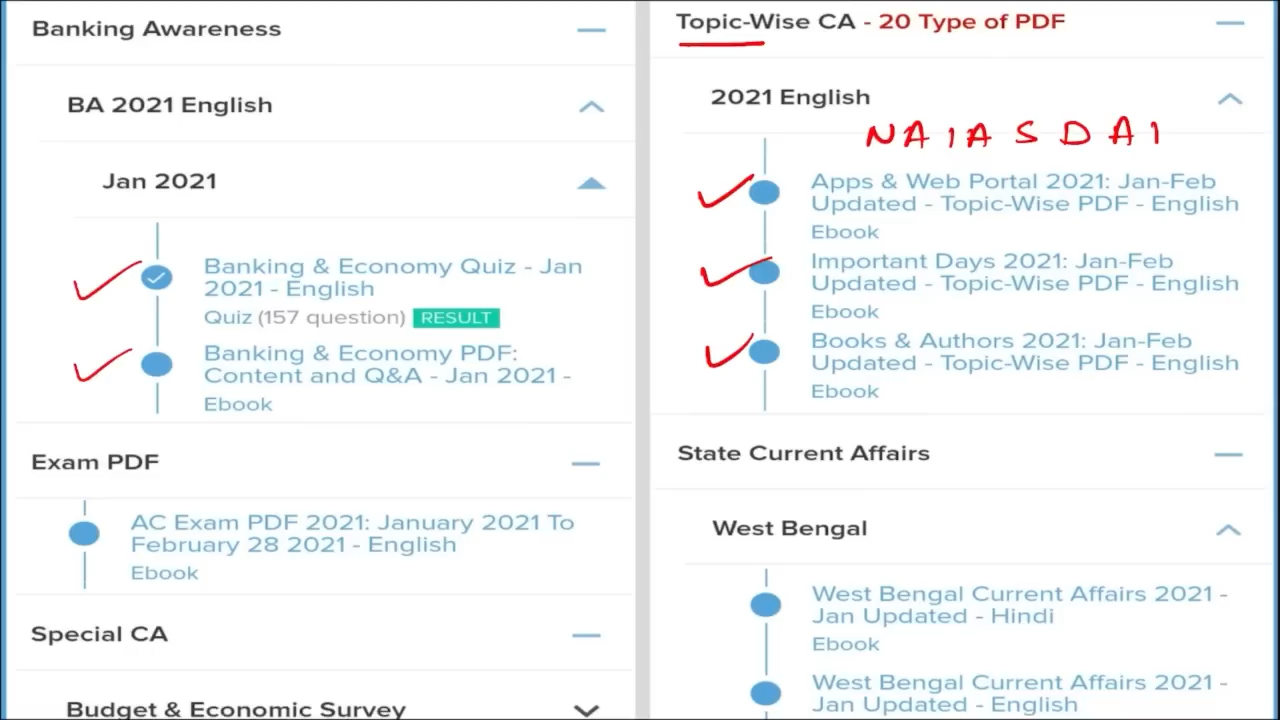 Banking Awareness
BA 2021 English
Jan 2021
Banking & Economy Quiz - Jan
2021 - English
Quiz (157 question) RESULT
Banking & Economy PDF:
Content and Q&A - Jan 2021 -
Ebook
Exam PDF
AC Exam PDF 2021: January 2021 To
February 28 2021 - English
Ebook
Special CA
Budget & Economic Survey
Topic-Wise CA - 20 Type of PDF
2021 English
NAIASDAI
Apps & Web Portal 2021: Jan-Feb
Updated - Topic-Wise PDF - English
Ebook
Important Days 2021: Jan-Feb
Updated - Topic-Wise PDF - English
Ebook
Books & Authors 2021: Jan-Feb
Updated - Topic-Wise PDF - English
Ebook
State Current Affairs
West Bengal
West Bengal Current Affairs 2021 -
Jan Updated - Hindi
Ebook
West Bengal Current Affairs 2021 -
Jan Updated - English